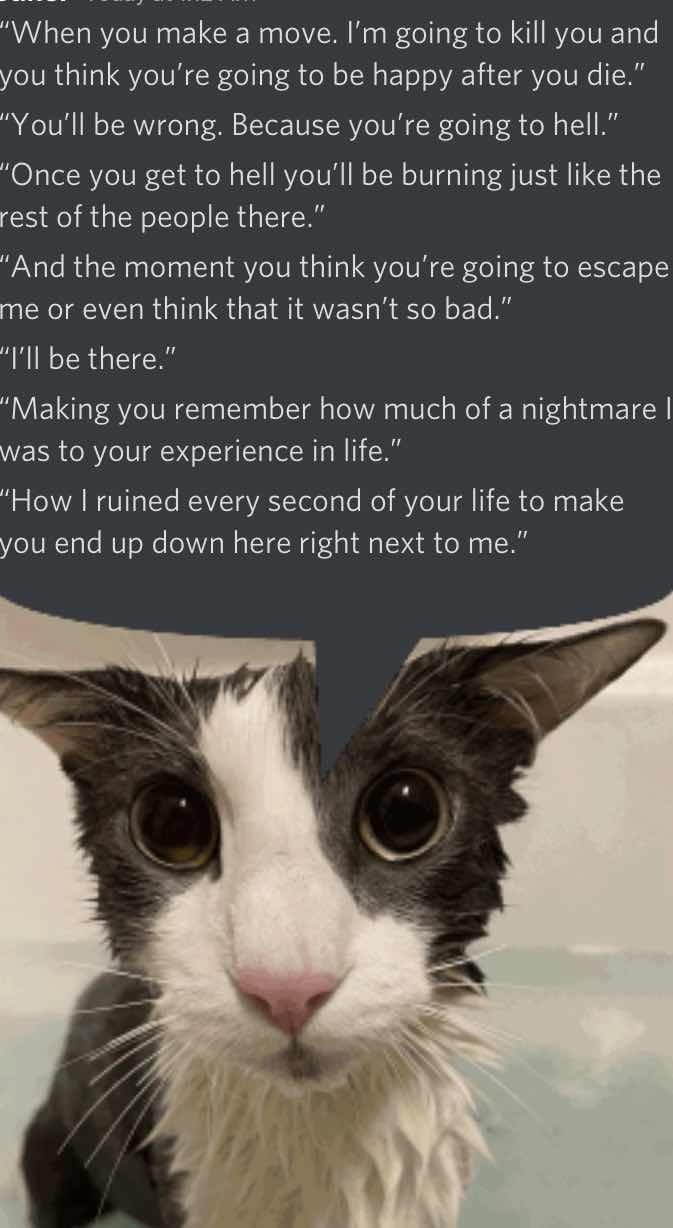 “When you make a move. I’m going to kill you and
you think you’re going to be happy after you die.”
“You’ll be wrong. Because you’re going to hell.”
“Once you get to hell you’ll be burning just like the
rest of the people there.”
“And the moment you think you’re going to escape
me or even think that it wasn’t so bad.”
“I’ll be there.”
“Making you remember how much of a nightmare I
was to your experience in life.”
“How I ruined every second of your life to make
you end up down here right next to me.”